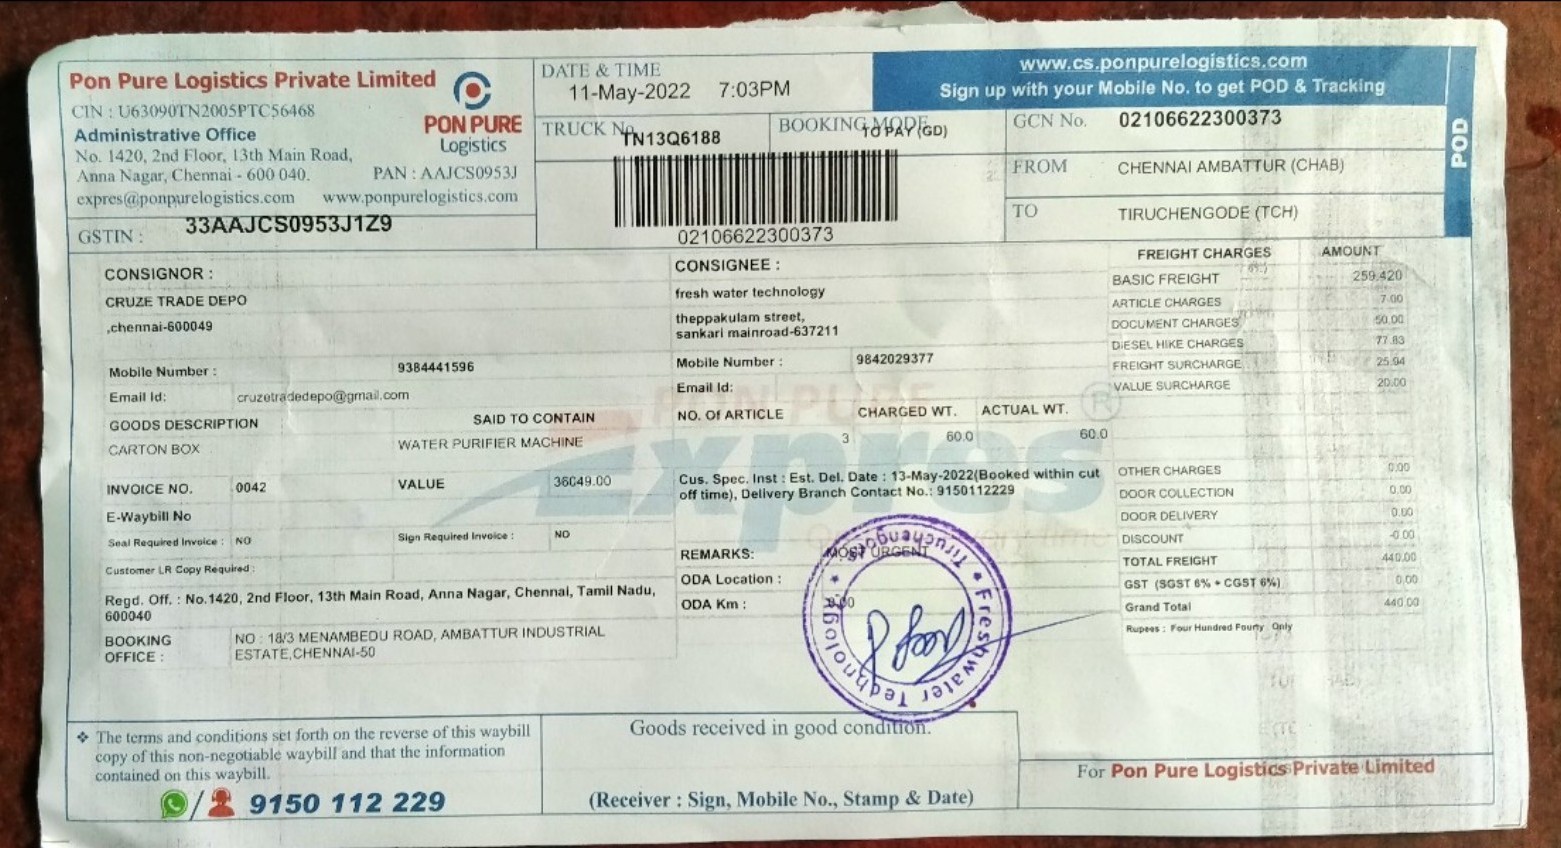 Pon Pure Logistics Private Limited
CIN : U63090TN2005PTC56468
Administrative Office
No. 1420, 2nd Floor, 13th Main Road,
Anna Nagar, Chennai - 600 040.
PAN : AAJCS0953J
expres@ponpurelogistics.com www.ponpurelogistics.com
GSTIN : 33AAJCS0953J1Z9
PON PURE
Logistics
DATE & TIME
11-May-2022 7:03PM
TRUCK No. TN13Q6188
BOOKING MODE TO PAY (GD)
02106622300373
www.cs.ponpurelogistics.com
Sign up with your Mobile No. to get POD & Tracking
GCN No. 02106622300373
FROM CHENNAI AMBATTUR (CHAB)
TO TIRUCHENGODE (TCH)
POD
CONSIGNOR :
CRUZE TRADE DEPO
,chennai-600049
Mobile Number : 9384441596
Email Id: cruzetradedepo@gmail.com
CONSIGNEE :
fresh water technology
theppakulam street,
sankari mainroad-637211
Mobile Number : 9842029377
Email Id:
GOODS DESCRIPTION SAID TO CONTAIN
CARTON BOX WATER PURIFIER MACHINE
NO. Of ARTICLE CHARGED WT. ACTUAL WT.
3 60.0 60.0
INVOICE NO. 0042 VALUE 36049.00
E-Waybill No
Seal Required Invoice : NO Sign Required Invoice : NO
Customer LR Copy Required :
Regd. Off. : No.1420, 2nd Floor, 13th Main Road, Anna Nagar, Chennai, Tamil Nadu,
600040
BOOKING OFFICE : NO : 18/3 MENAMBEDU ROAD, AMBATTUR INDUSTRIAL
ESTATE,CHENNAI-50
Cus. Spec. Inst : Est. Del. Date : 13-May-2022(Booked within cut
off time), Delivery Branch Contact No.: 9150112229
REMARKS: MOST URGENT
ODA Location :
ODA Km : 0.00
PON PURE
Expres
®
Freshwater Technology * Tiruchengode *
FREIGHT CHARGES AMOUNT
BASIC FREIGHT 259.420
ARTICLE CHARGES 7.00
DOCUMENT CHARGES 50.00
DIESEL HIKE CHARGES 77.83
FREIGHT SURCHARGE 25.94
VALUE SURCHARGE 20.00
OTHER CHARGES 0.00
DOOR COLLECTION 0.00
DOOR DELIVERY 0.00
DISCOUNT -0.00
TOTAL FREIGHT 440.00
GST (SGST 6% + CGST 6%) 0.00
Grand Total 440.00
Rupees : Four Hundred Fourty Only
❖ The terms and conditions set forth on the reverse of this waybill
copy of this non-negotiable waybill and that the information
contained on this waybill.
/ 9150 112 229
Goods received in good condition.
(Receiver : Sign, Mobile No., Stamp & Date)
For Pon Pure Logistics Private Limited